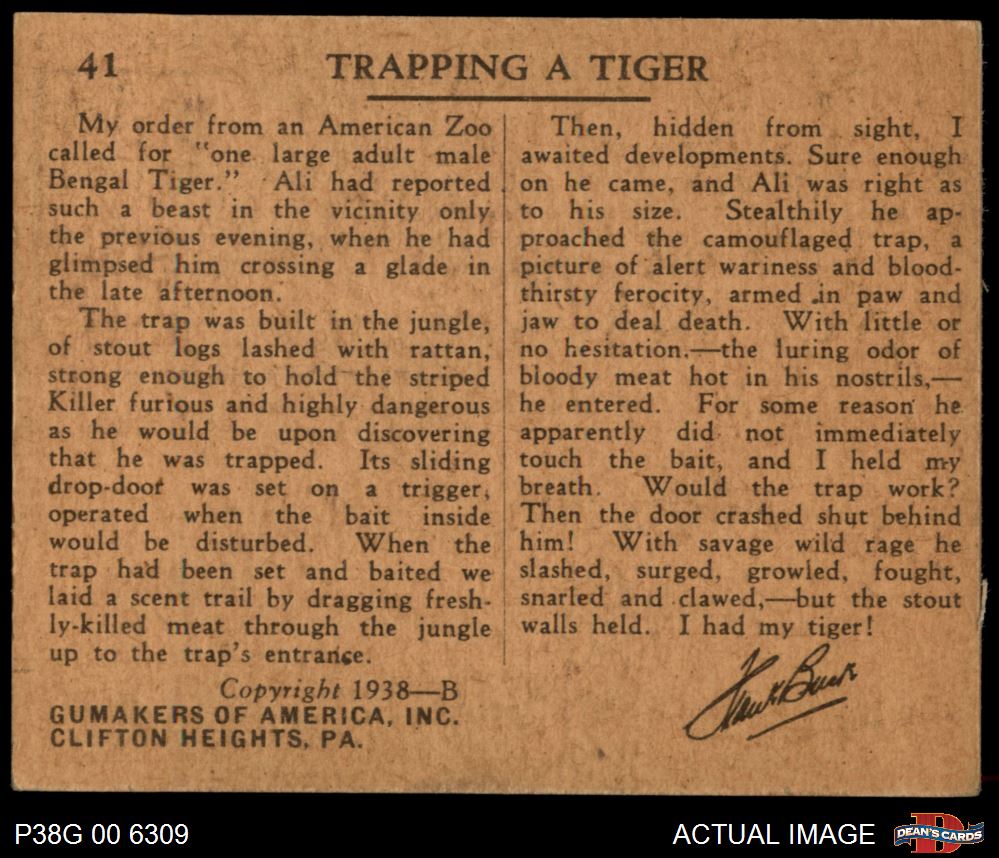 41 TRAPPING A TIGER
My order from an American Zoo
called for "one large adult male
Bengal Tiger." Ali had reported
such a beast in the vicinity only
the previous evening, when he had
glimpsed him crossing a glade in
the late afternoon.
The trap was built in the jungle,
of stout logs lashed with rattan,
strong enough to hold the striped
Killer furious and highly dangerous
as he would be upon discovering
that he was trapped. Its sliding
drop-door was set on a trigger,
operated when the bait inside
would be disturbed. When the
trap had been set and baited we
laid a scent trail by dragging fresh-
ly-killed meat through the jungle
up to the trap's entrance.
Copyright 1938—B
GUMAKERS OF AMERICA, INC.
CLIFTON HEIGHTS, PA.
Then, hidden from sight, I
awaited developments. Sure enough
on he came, and Ali was right as
to his size. Stealthily he ap-
proached the camouflaged trap, a
picture of alert wariness and blood-
thirsty ferocity, armed in paw and
jaw to deal death. With little or
no hesitation.—the luring odor of
bloody meat hot in his nostrils,—
he entered. For some reason he
apparently did not immediately
touch the bait, and I held my
breath. Would the trap work?
Then the door crashed shut behind
him! With savage wild rage he
slashed, surged, growled, fought,
snarled and clawed,—but the stout
walls held. I had my tiger!
Frank Buck
P38G 00 6309
ACTUAL IMAGE
DEAN'S CARDS